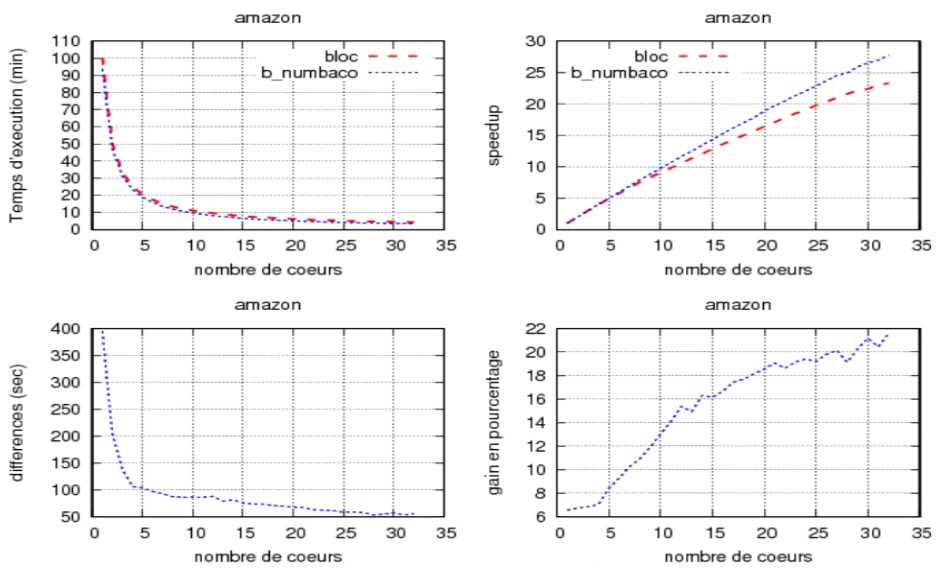 amazon
Temps d'execution (min)
110
100
90
80
70
60
50
40
30
20
10
0
bloc
b_numbaco
0 5 10 15 20 25 30 35
nombre de coeurs
amazon
speedup
30
25
20
15
10
5
0
bloc
b_numbaco
0 5 10 15 20 25 30 35
nombre de coeurs
amazon
differences (sec)
400
350
300
250
200
150
100
50
0 5 10 15 20 25 30 35
nombre de coeurs
amazon
gain en pourcentage
22
20
18
16
14
12
10
8
6
0 5 10 15 20 25 30 35
nombre de coeurs